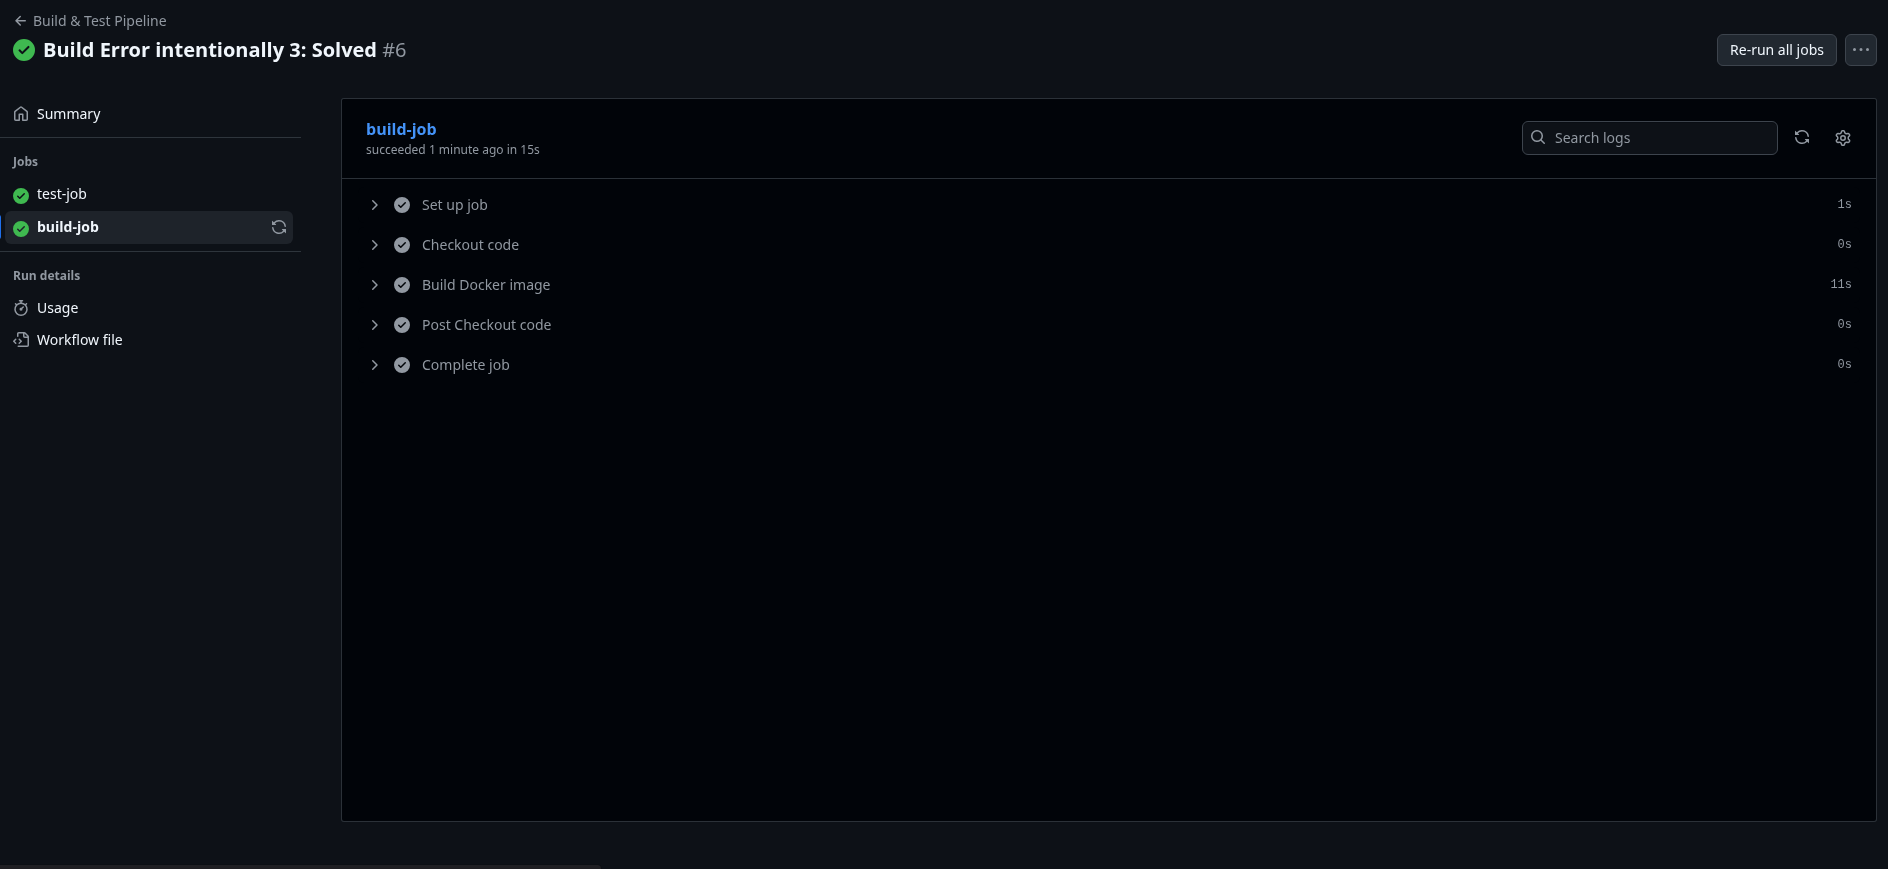 Build & Test Pipeline
Build Error intentionally 3: Solved #6
Re-run all jobs
Summary
Jobs
test-job
build-job
Run details
Usage
Workflow file
build-job
succeeded 1 minute ago in 15s
Search logs
Set up job 1s
Checkout code 0s
Build Docker image 11s
Post Checkout code 0s
Complete job 0s